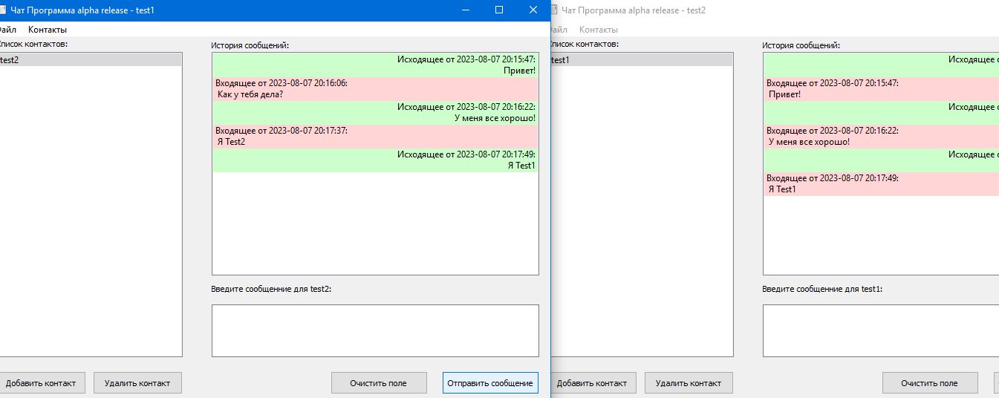 Чат Программа alpha release - test1
айл Контакты
писок контактов:
test2
История сообщений:
Исходящее от 2023-08-07 20:15:47:
Привет!
Входящее от 2023-08-07 20:16:06:
Как у тебя дела?
Исходящее от 2023-08-07 20:16:22:
У меня все хорошо!
Входящее от 2023-08-07 20:17:37:
Я Test2
Исходящее от 2023-08-07 20:17:49:
Я Test1
Введите сообщенние для test2:
Добавить контакт
Удалить контакт
Очистить поле
Отправить сообщение
Чат Программа alpha release - test2
айл Контакты
писок контактов:
test1
История сообщений:
Исходящее
Входящее от 2023-08-07 20:15:47:
Привет!
Исходящее
Входящее от 2023-08-07 20:16:22:
У меня все хорошо!
Исходящее
Входящее от 2023-08-07 20:17:49:
Я Test1
Введите сообщенние для test1:
Добавить контакт
Удалить контакт
Очистить поле